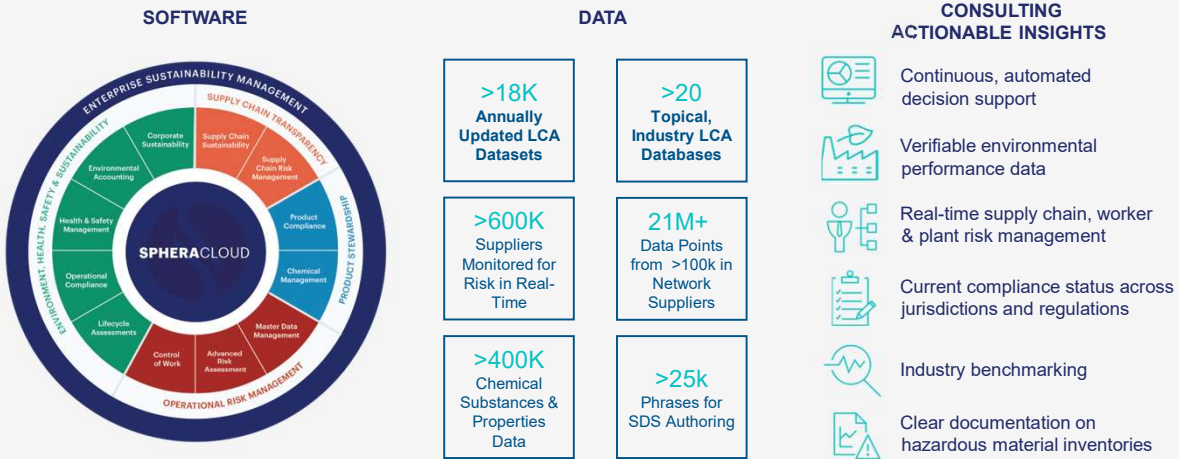 SOFTWARE
ENTERPRISE SUSTAINABILITY MANAGEMENT
SUPPLY CHAIN TRANSPARENCY
Supply Chain
Sustainability
Supply
Chain Risk
Management
PRODUCT STEWARDSHIP
Product
Compliance
Chemical
Management
OPERATIONAL RISK MANAGEMENT
Master Data
Management
Advanced
Risk
Assessment
Control
of Work
ENVIRONMENT, HEALTH, SAFETY & SUSTAINABILITY
Lifecycle
Assessments
Operational
Compliance
Health & Safety
Management
Environmental
Accounting
Corporate
Sustainability
SPHERACLOUD
DATA
>18K
Annually
Updated LCA
Datasets
>20
Topical,
Industry LCA
Databases
>600K
Suppliers
Monitored for
Risk in Real-
Time
21M+
Data Points
from >100k in
Network
Suppliers
>400K
Chemical
Substances &
Properties
Data
>25k
Phrases for
SDS Authoring
CONSULTING
ACTIONABLE INSIGHTS
Continuous, automated
decision support
Verifiable environmental
performance data
Real-time supply chain, worker
& plant risk management
Current compliance status across
jurisdictions and regulations
Industry benchmarking
Clear documentation on
hazardous material inventories